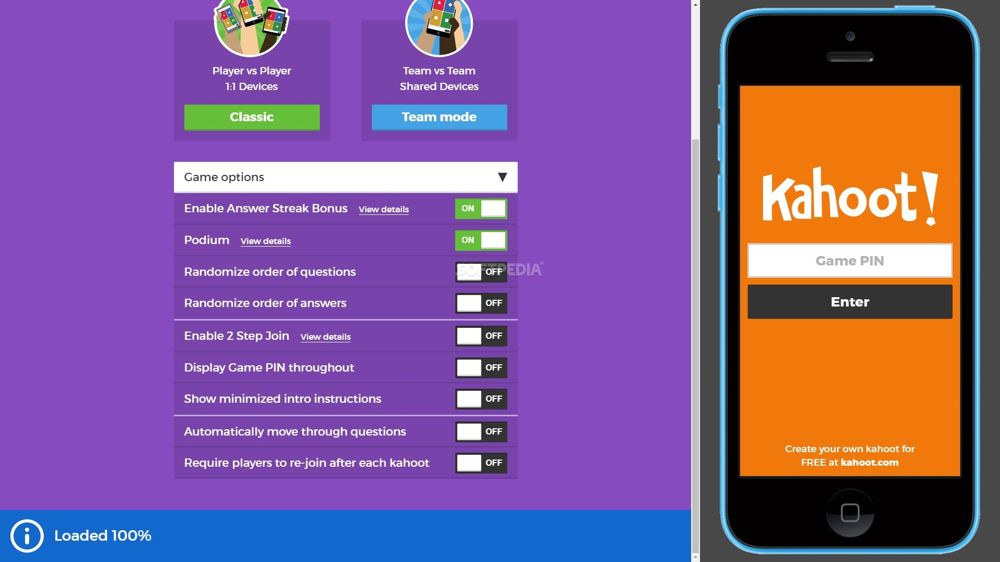 Player vs Player
1:1 Devices
Classic
Team vs Team
Shared Devices
Team mode
Game options
Enable Answer Streak Bonus View details ON
Podium View details ON
Randomize order of questions OFF
SOFTPEDIA®
Randomize order of answers OFF
Enable 2 Step Join View details OFF
Display Game PIN throughout OFF
Show minimized intro instructions OFF
Automatically move through questions OFF
Require players to re-join after each kahoot OFF
Loaded 100%
Kahoot!
Game PIN
Enter
Create your own kahoot for
FREE at kahoot.com